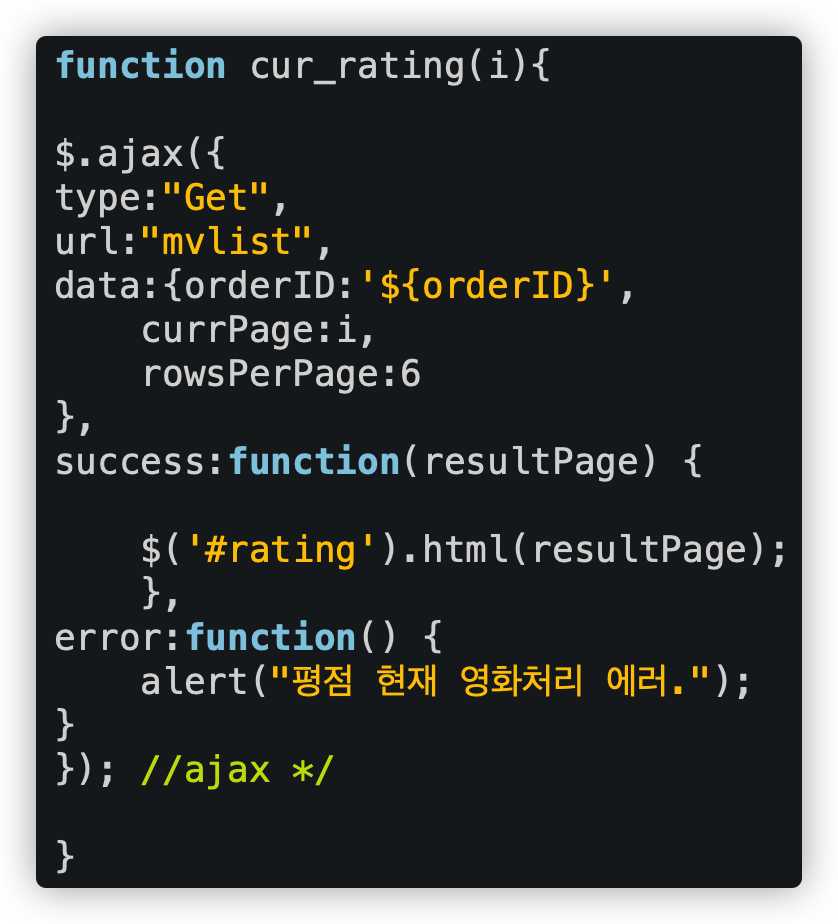 function cur_rating(i){
$.ajax({
type:"Get",
url:"mvlist",
data:{orderID:'${orderID}',
currPage:i,
rowsPerPage:6
},
success:function(resultPage) {
$('#rating').html(resultPage);
},
error:function() {
alert("평점 현재 영화처리 에러.");
}
}); //ajax */
}